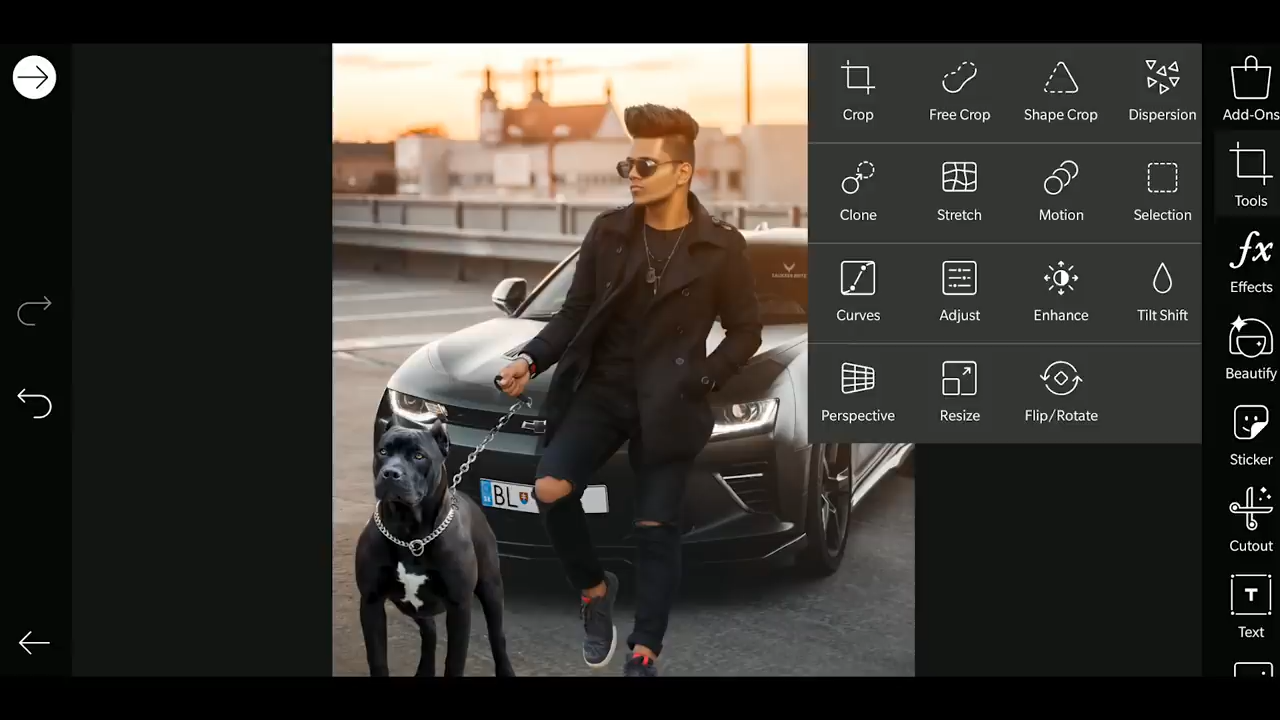 Crop
Free Crop
Shape Crop
Dispersion
Add-Ons
Clone
Stretch
Motion
Selection
Tools
Curves
Adjust
Enhance
Tilt Shift
fx
Effects
Perspective
Resize
Flip/Rotate
Beautify
Sticker
Cutout
T
Text
BL